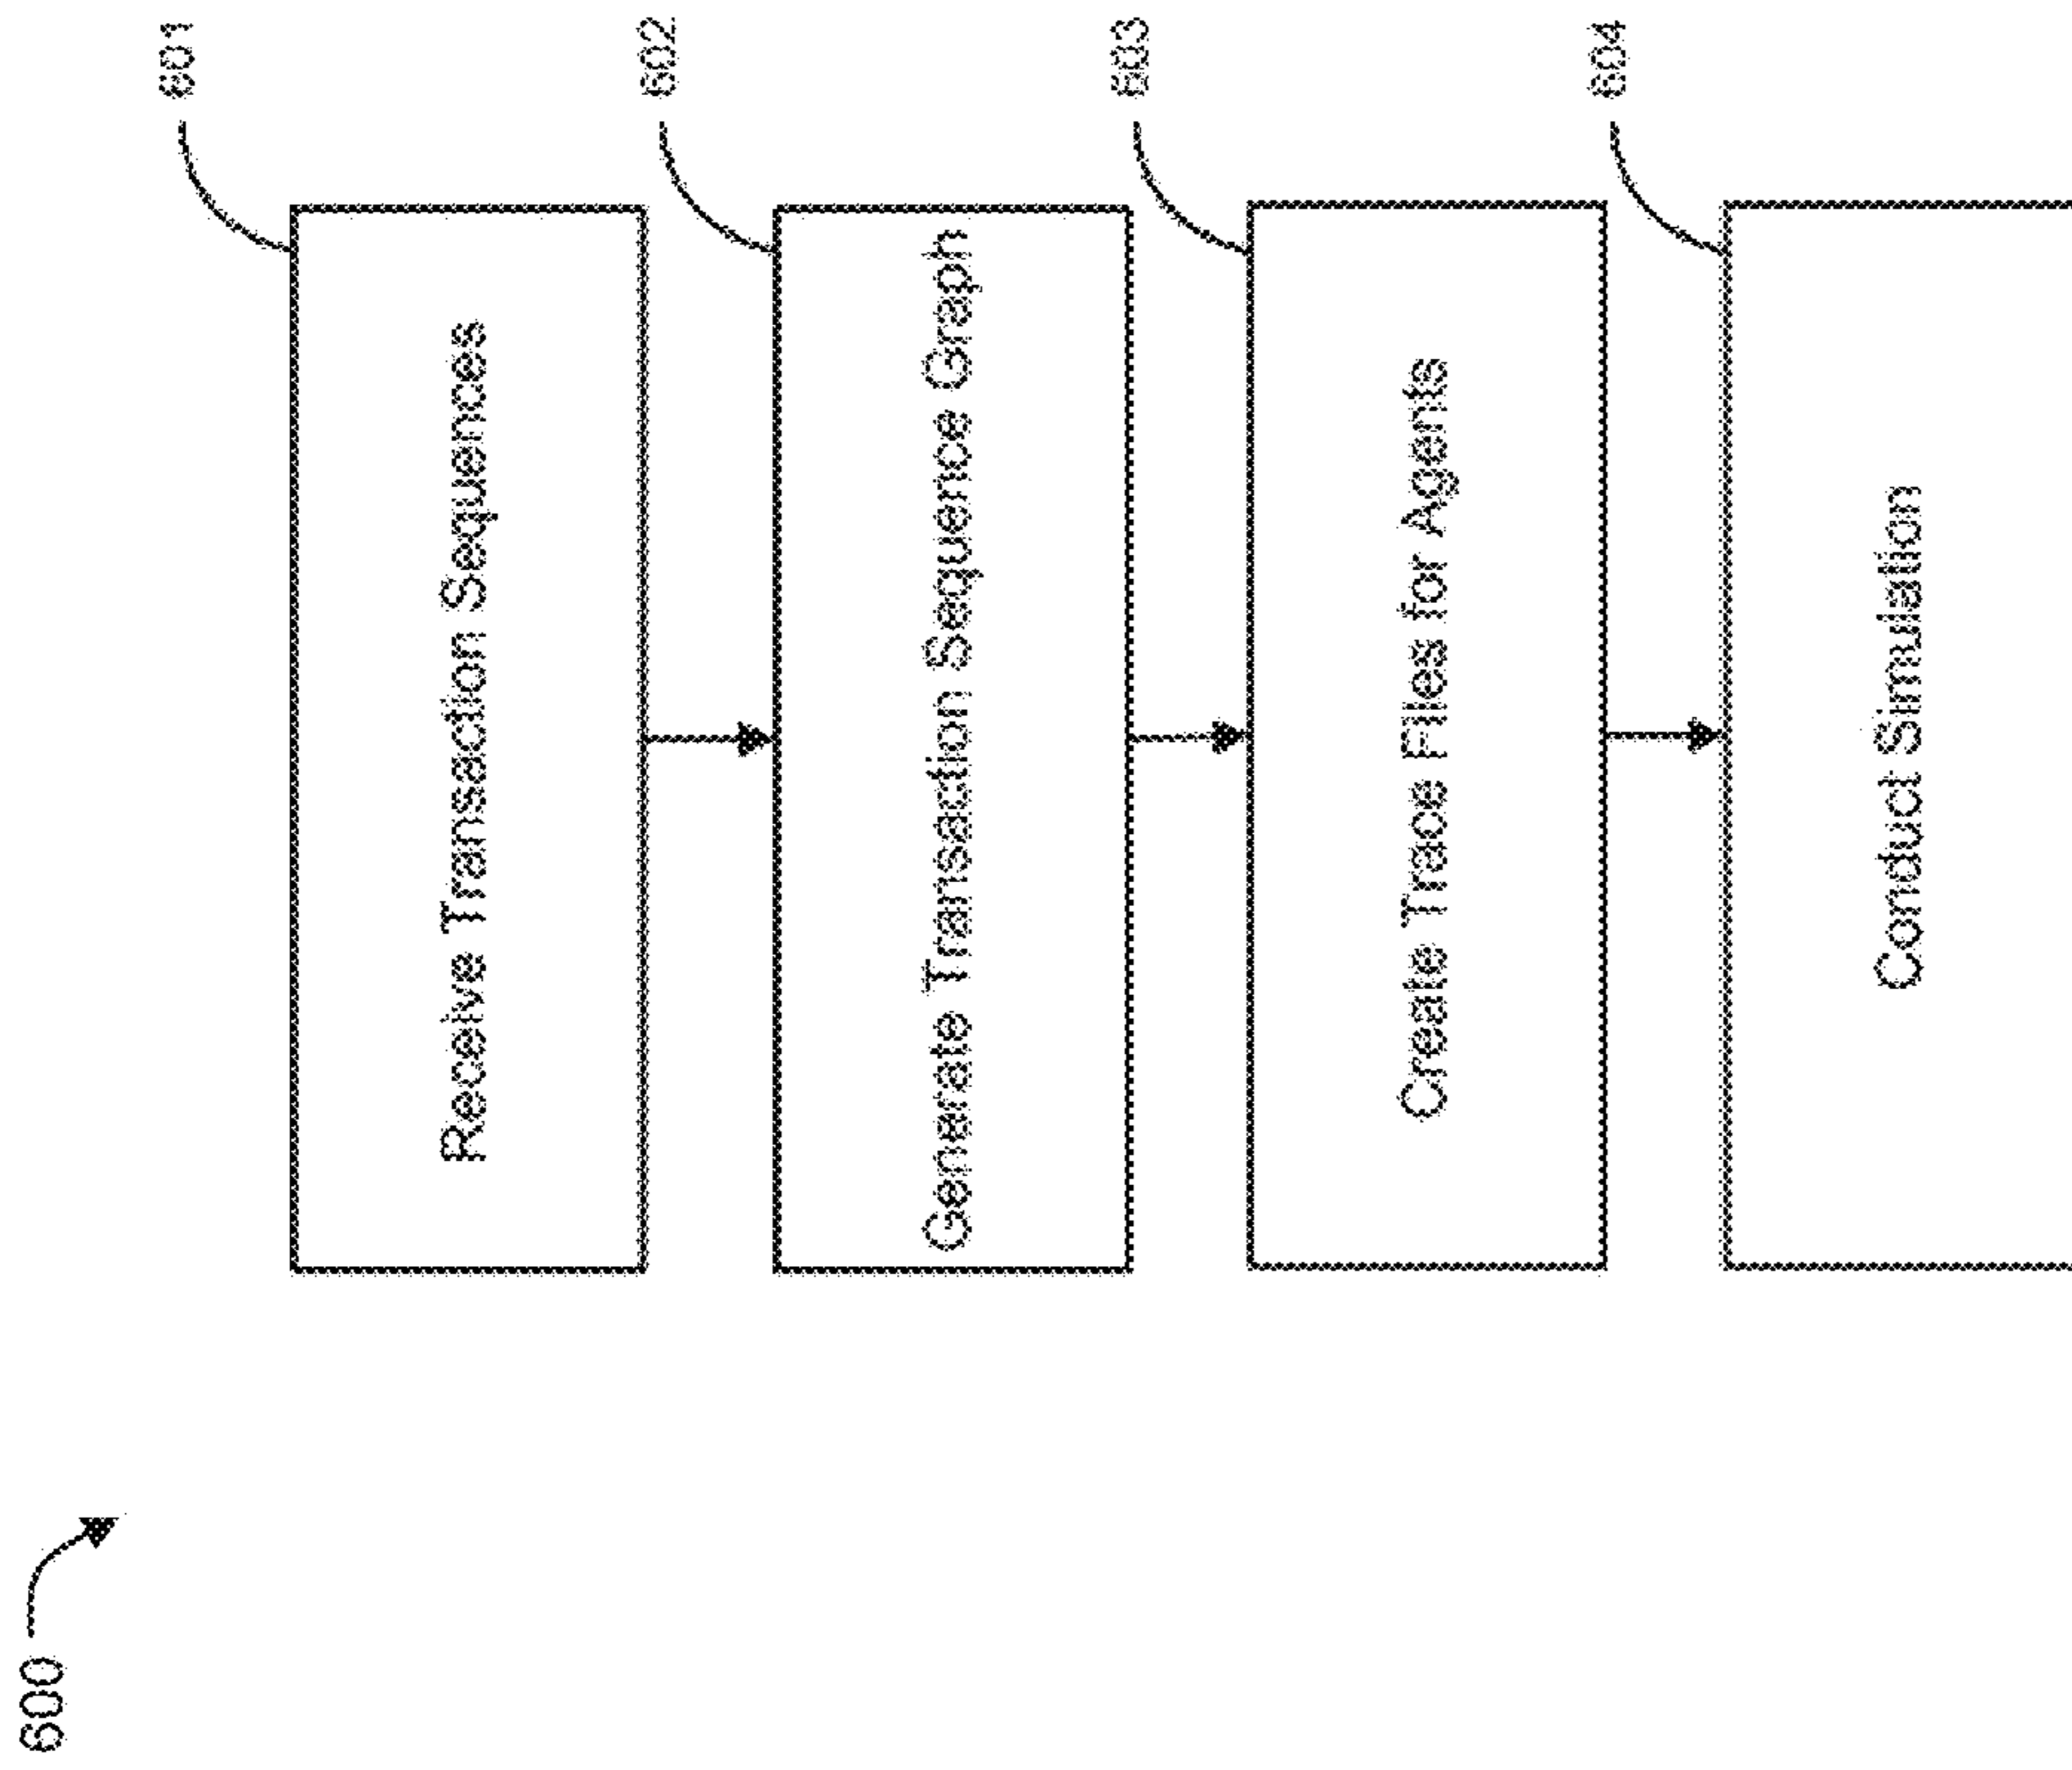 600
601
Receive Transaction Sequences
602
Generate Transaction Sequence Graph
603
Create Trace Files for Agents
604
Conduct Simulation